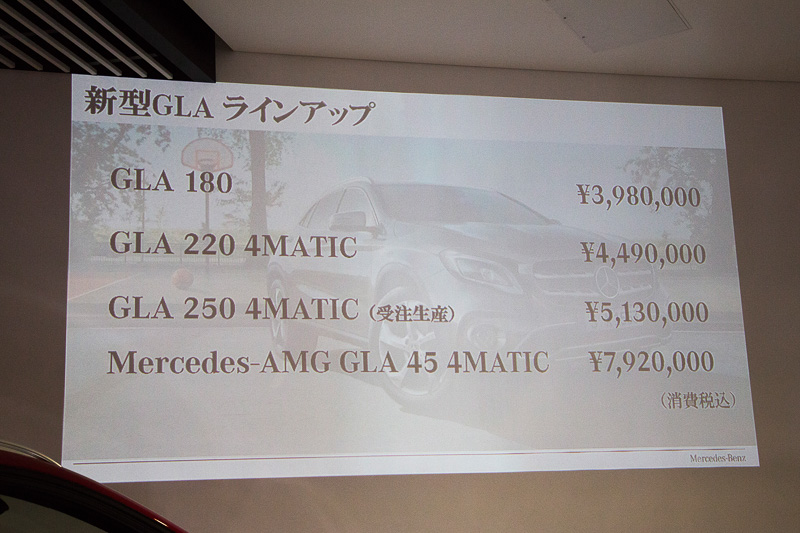 新型GLA ラインアップ
GLA 180 ¥3,980,000
GLA 220 4MATIC ¥4,490,000
GLA 250 4MATIC (受注生産) ¥5,130,000
Mercedes-AMG GLA 45 4MATIC ¥7,920,000
(消費税込)
Mercedes-Benz